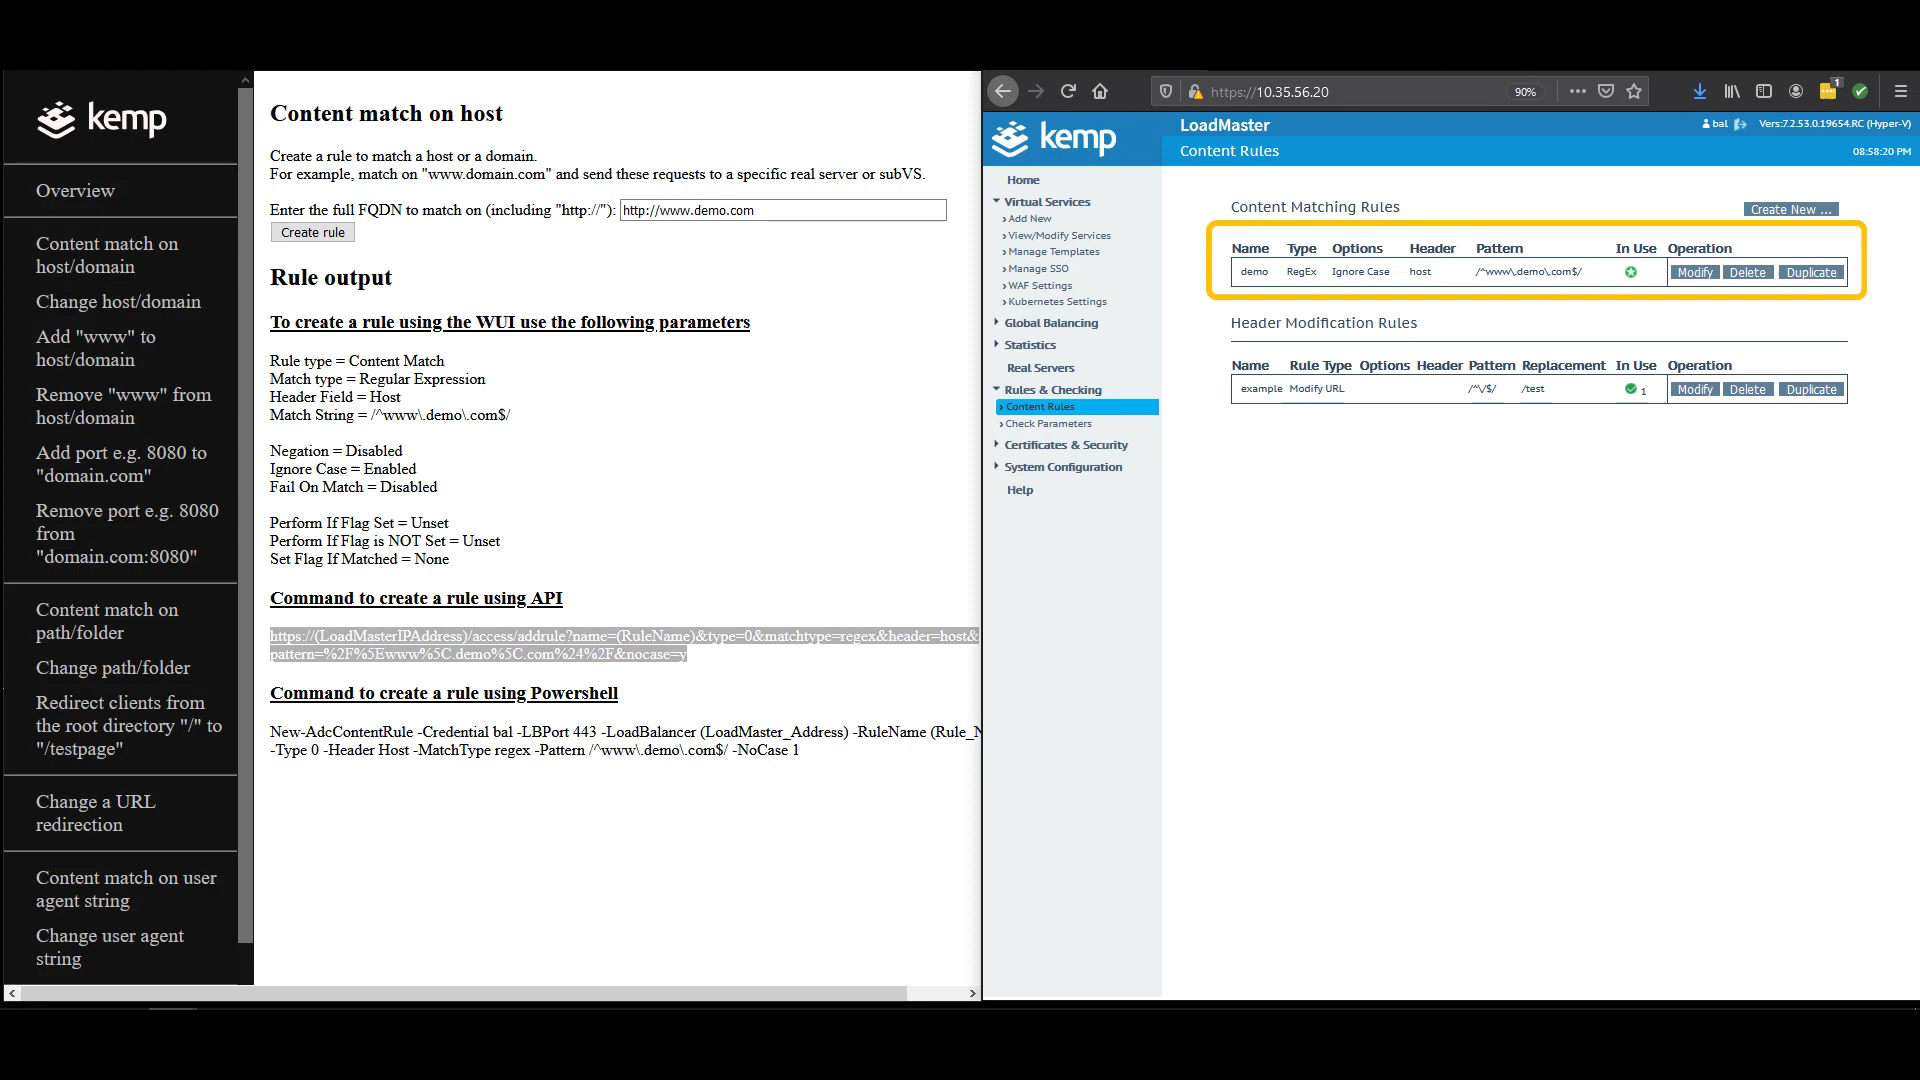 kemp
Overview
Content match on
host/domain
Change host/domain
Add "www" to
host/domain
Remove "www" from
host/domain
Add port e.g. 8080 to
"domain.com"
Remove port e.g. 8080
from
"domain.com:8080"
Content match on
path/folder
Change path/folder
Redirect clients from
the root directory "/" to
"/testpage"
Change a URL
redirection
Content match on user
agent string
Change user agent
string
Content match on host
Create a rule to match a host or a domain.
For example, match on "www.domain.com" and send these requests to a specific real server or subVS.
Enter the full FQDN to match on (including "http://"): http://www.demo.com
Create rule
Rule output
To create a rule using the WUI use the following parameters
Rule type = Content Match
Match type = Regular Expression
Header Field = Host
Match String = /^www\.demo\.com$/
Negation = Disabled
Ignore Case = Enabled
Fail On Match = Disabled
Perform If Flag Set = Unset
Perform If Flag is NOT Set = Unset
Set Flag If Matched = None
Command to create a rule using API
https://(LoadMasterIPAddress)/access/addrule?name=(RuleName)&type=0&matchtype=regex&header=host&
pattern=%2F%5Ewww%5C.demo%5C.com%24%2F&nocase=y
Command to create a rule using Powershell
New-AdcContentRule -Credential bal -LBPort 443 -LoadBalancer (LoadMaster_Address) -RuleName (Rule_N
-Type 0 -Header Host -MatchType regex -Pattern /^www\.demo\.com$/ -NoCase 1
https://10.35.56.20 90% 1
kemp
LoadMaster
Content Rules
bal Vers:7.2.53.0.19654.RC (Hyper-V)
08:58:20 PM
Home
Virtual Services
Add New
View/Modify Services
Manage Templates
Manage SSO
WAF Settings
Kubernetes Settings
Global Balancing
Statistics
Real Servers
Rules & Checking
Content Rules
Check Parameters
Certificates & Security
System Configuration
Help
Content Matching Rules
Create New ...
Name Type Options Header Pattern In Use Operation
demo RegEx Ignore Case host /^www\.demo\.com$/ Modify Delete Duplicate
Header Modification Rules
Name Rule Type Options Header Pattern Replacement In Use Operation
example Modify URL /^\/$/ /test 1 Modify Delete Duplicate